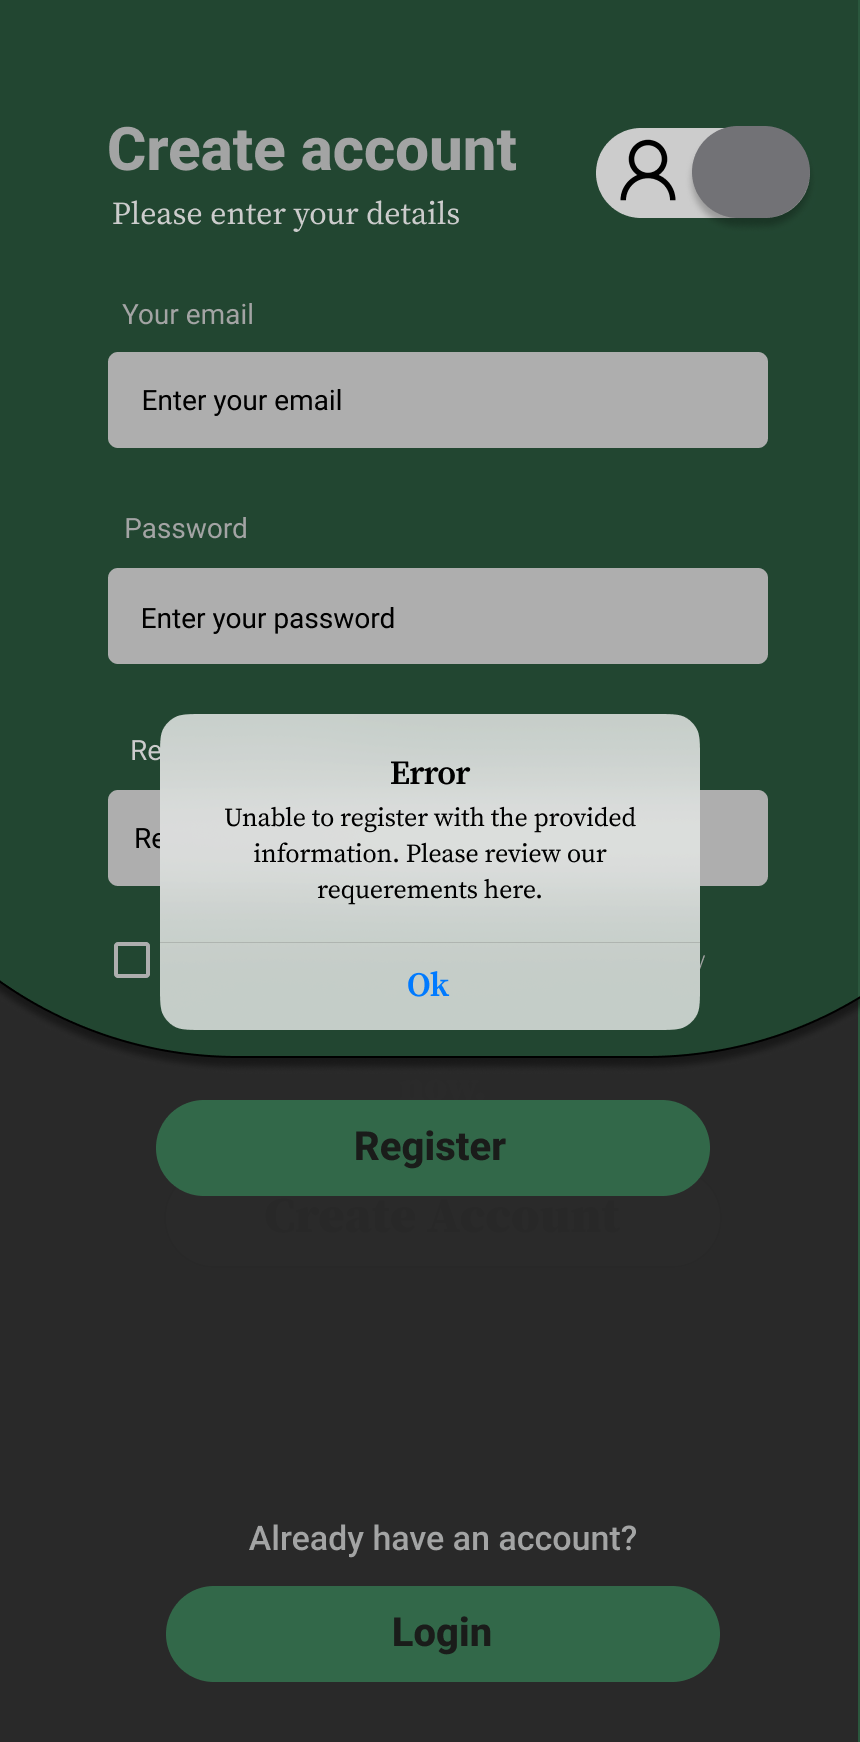 Create account
Please enter your details
Your email
Enter your email
Password
Enter your password
Re
Re
Error
Unable to register with the provided
information. Please review our
requerements here.
Ok
Register
Create Account
Already have an account?
Login